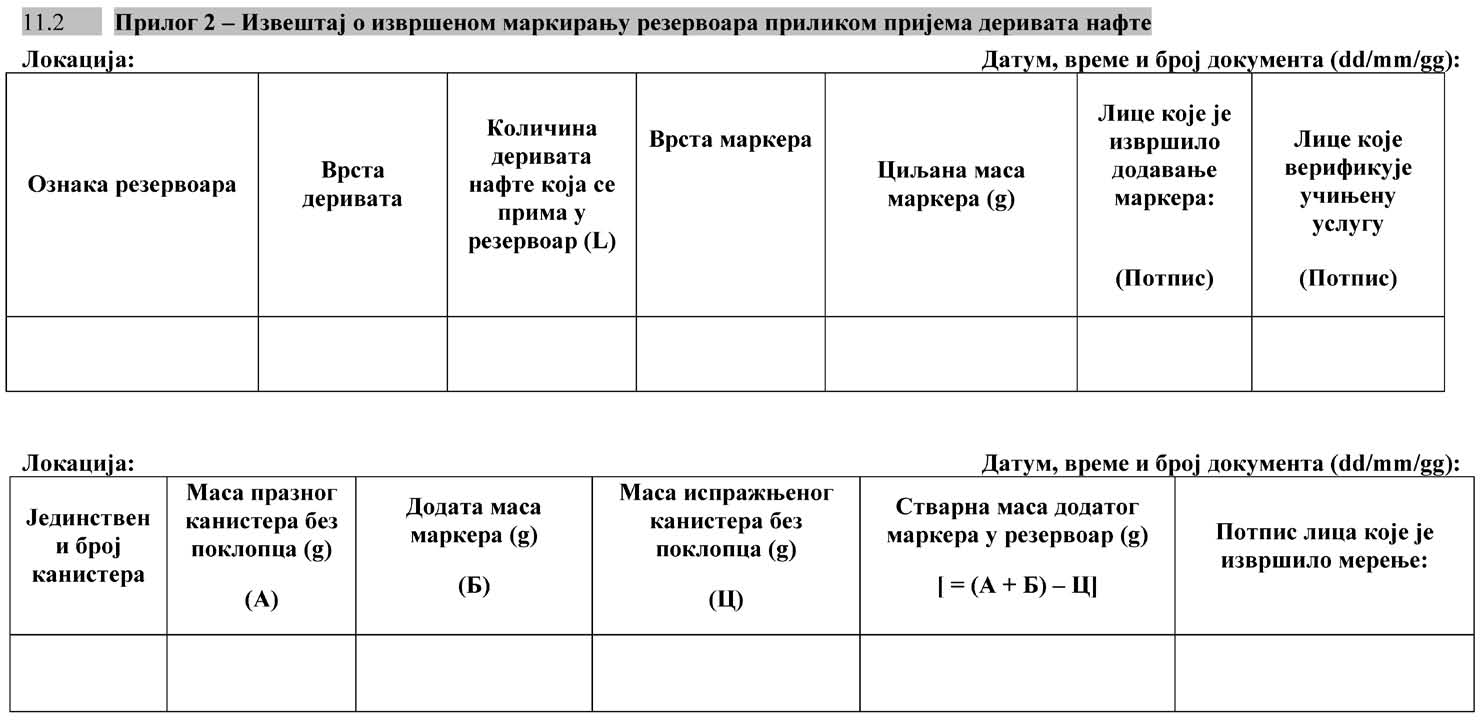 11.2 Прилог 2 – Извештај о извршеном маркирању резервоара приликом пријема деривата нафте
Локација: Датум, време и број документа (dd/mm/gg):
Ознака резервоара
Врста
деривата
Количина
деривата
нафте која се
прима у
резервоар (L)
Врста маркера
Циљана маса
маркера (g)
Лице које је
извршило
додавање
маркера:
(Потпис)
Лице које
верификује
учињену
услугу
(Потпис)
Локација: Датум, време и број документа (dd/mm/gg):
Јединствен
и број
канистера
Маса празног
канистера без
поклопца (g)
(А)
Додата маса
маркера (g)
(Б)
Маса испражњеног
канистера без
поклопца (g)
(Ц)
Стварна маса додатог
маркера у резервоар (g)
[ = (А + Б) – Ц]
Потпис лица које је
извршило мерење: